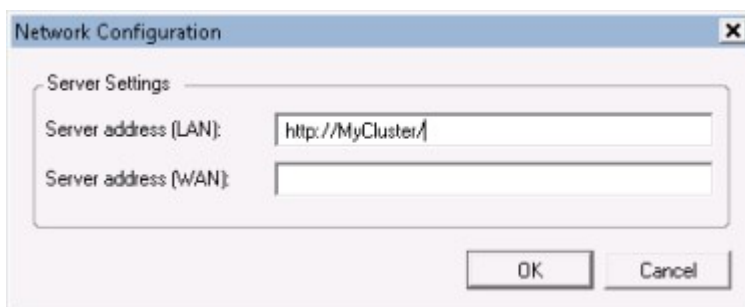 Network Configuration
Server Settings
Server address (LAN): http://MyCluster/
Server address (WAN):
OK Cancel